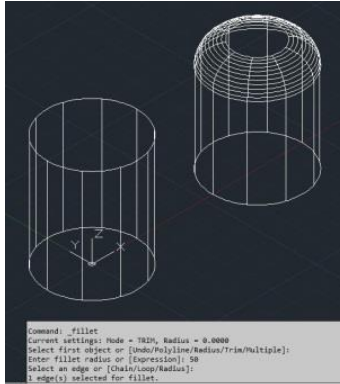 Z
Y X
Command: _fillet
Current settings: Mode = TRIM, Radius = 0.0000
Select first object or [Undo/Polyline/Radius/Trim/Multiple]:
Enter fillet radius or [Expression]: 50
Select an edge or [Chain/Loop/Radius]:
1 edge(s) selected for fillet.